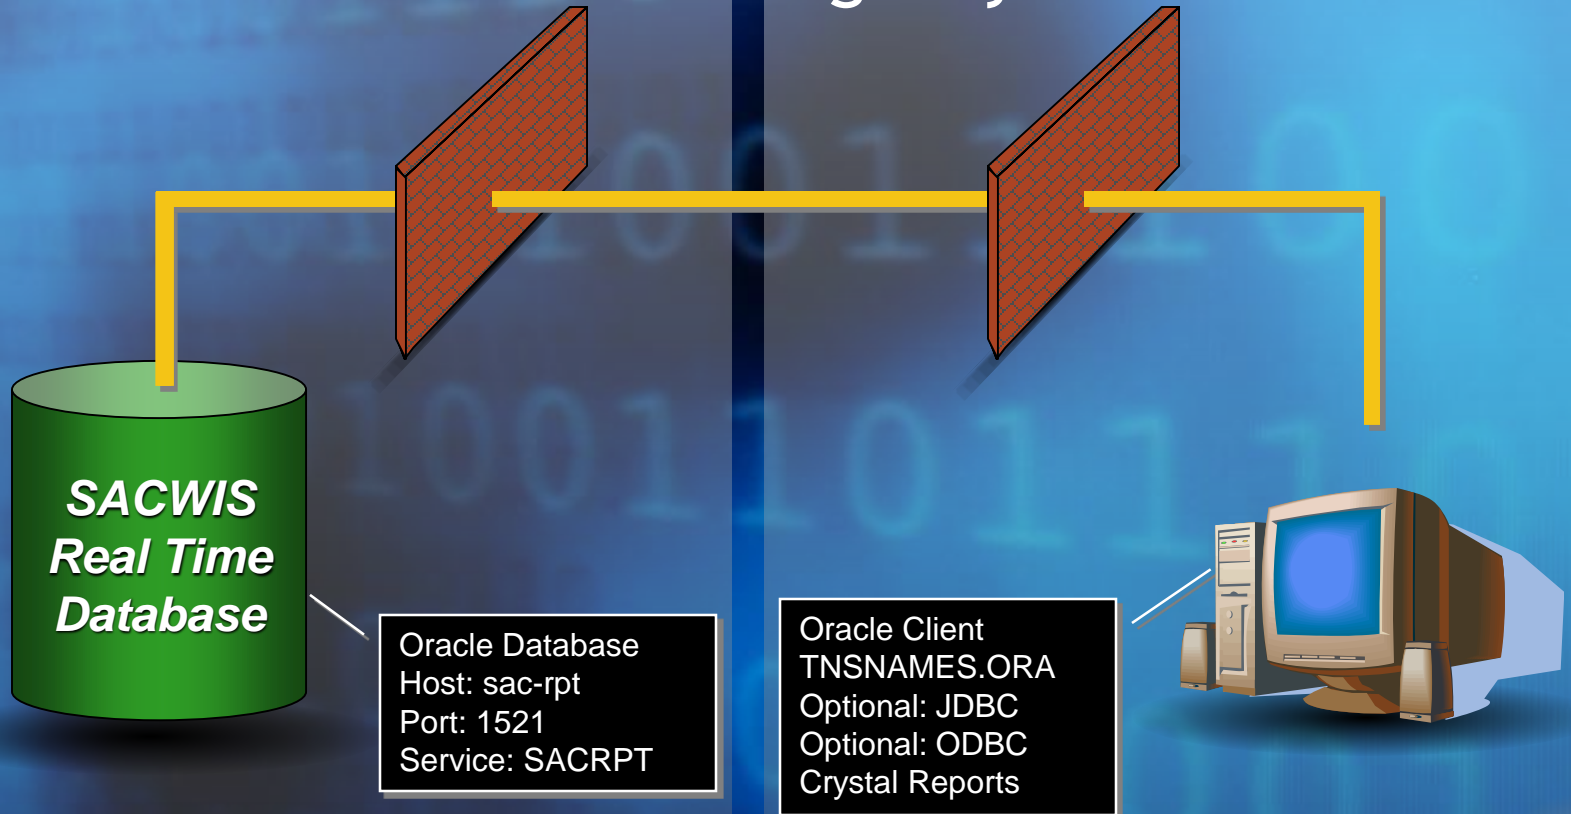 SACWIS
Real Time
Database
Oracle Database
Host: sac-rpt
Port: 1521
Service: SACRPT
Oracle Client
TNSNAMES.ORA
Optional: JDBC
Optional: ODBC
Crystal Reports